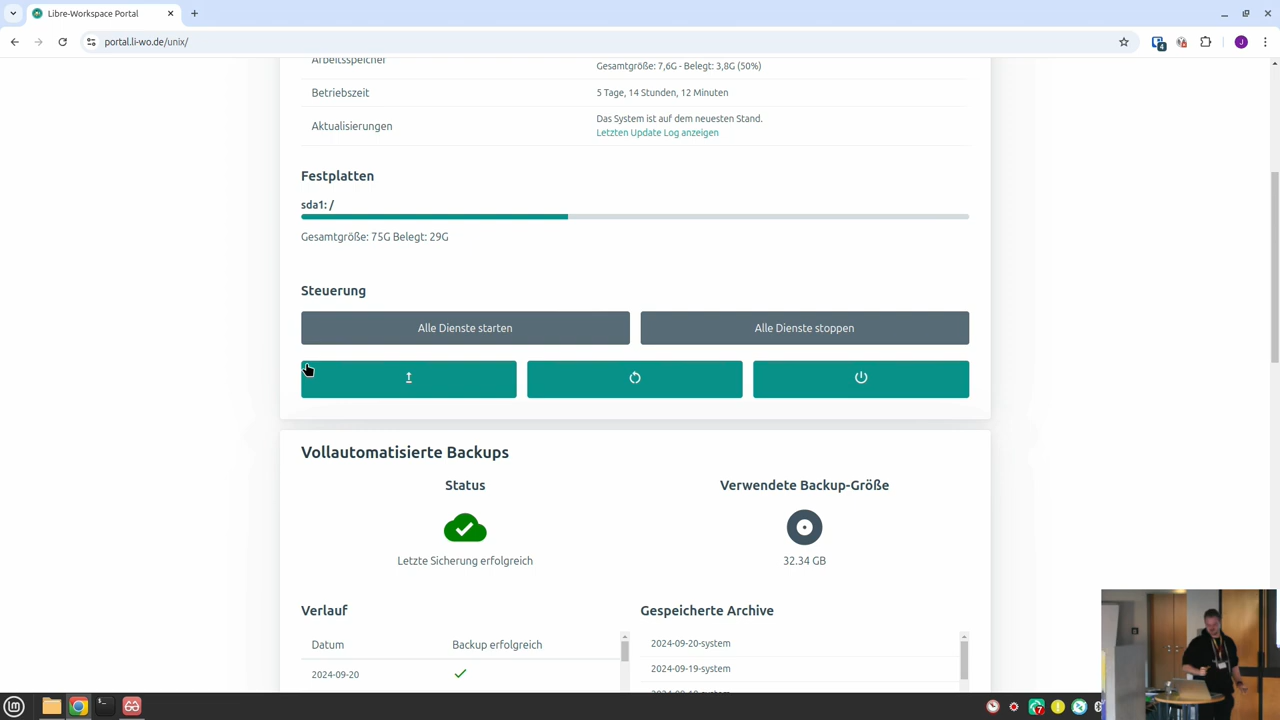 Libre-Workspace Portal
portal.li-wo.de/unix/
4
J
Arbeitsspeicher
Gesamtgröße: 7,6G - Belegt: 3,8G (50%)
Betriebszeit
5 Tage, 14 Stunden, 12 Minuten
Aktualisierungen
Das System ist auf dem neuesten Stand.
Letzten Update Log anzeigen
Festplatten
sda1: /
Gesamtgröße: 75G Belegt: 29G
Steuerung
Alle Dienste starten
Alle Dienste stoppen
Vollautomatisierte Backups
Status
Verwendete Backup-Größe
Letzte Sicherung erfolgreich
32.34 GB
Verlauf
Gespeicherte Archive
Datum
Backup erfolgreich
2024-09-20-system
2024-09-19-system
2024-09-20
7